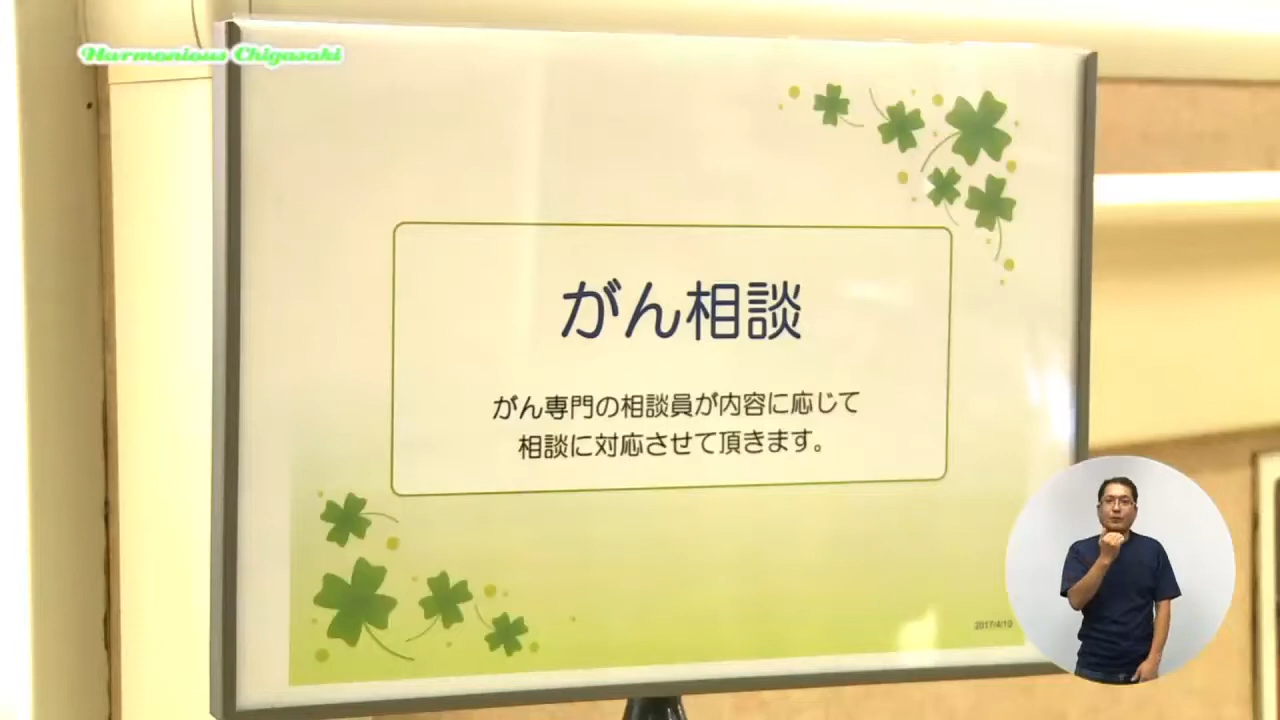 Harmonious Chigasaki
がん相談
がん専門の相談員が内容に応じて
相談に対応させて頂きます。
2017/4/10